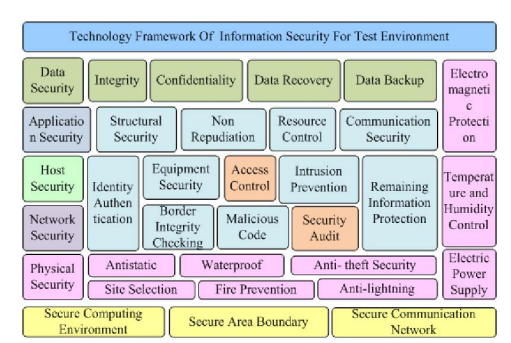 Technology Framework Of Information Security For Test Environment
Data
Security
Integrity
Confidentiality
Data Recovery
Data Backup
Electro
magneti
c
Protecti
on
Applicatio
n Security
Structural
Security
Non
Repudiation
Resource
Control
Communication
Security
Host
Security
Identity
Authen
tication
Equipment
Security
Access
Control
Intrusion
Prevention
Remaining
Information
Protection
Temperat
ure and
Humidity
Control
Network
Security
Border
Integrity
Checking
Malicious
Code
Security
Audit
Physical
Security
Antistatic
Waterproof
Anti- theft Security
Electric
Power
Supply
Site Selection
Fire Prevention
Anti-lightning
Secure Computing
Environment
Secure Area Boundary
Secure Communication
Network